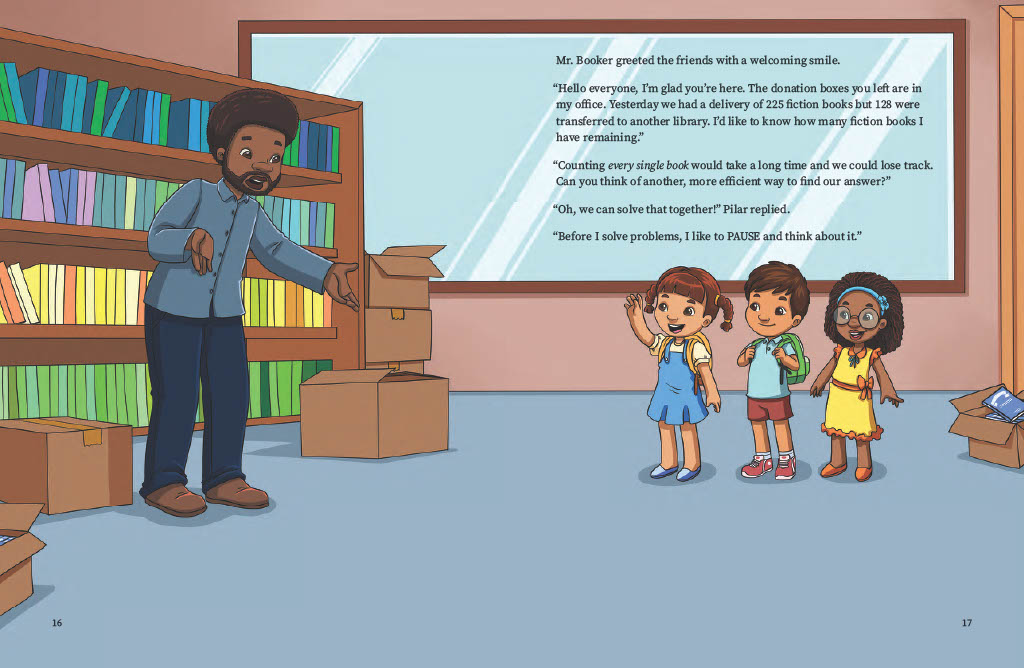 Mr. Booker greeted the friends with a welcoming smile.
“Hello everyone, I’m glad you’re here. The donation boxes you left are in
my office. Yesterday we had a delivery of 225 fiction books but 128 were
transferred to another library. I’d like to know how many fiction books I
have remaining.”
“Counting every single book would take a long time and we could lose track.
Can you think of another, more efficient way to find our answer?”
“Oh, we can solve that together!” Pilar replied.
“Before I solve problems, I like to PAUSE and think about it.”
16
17